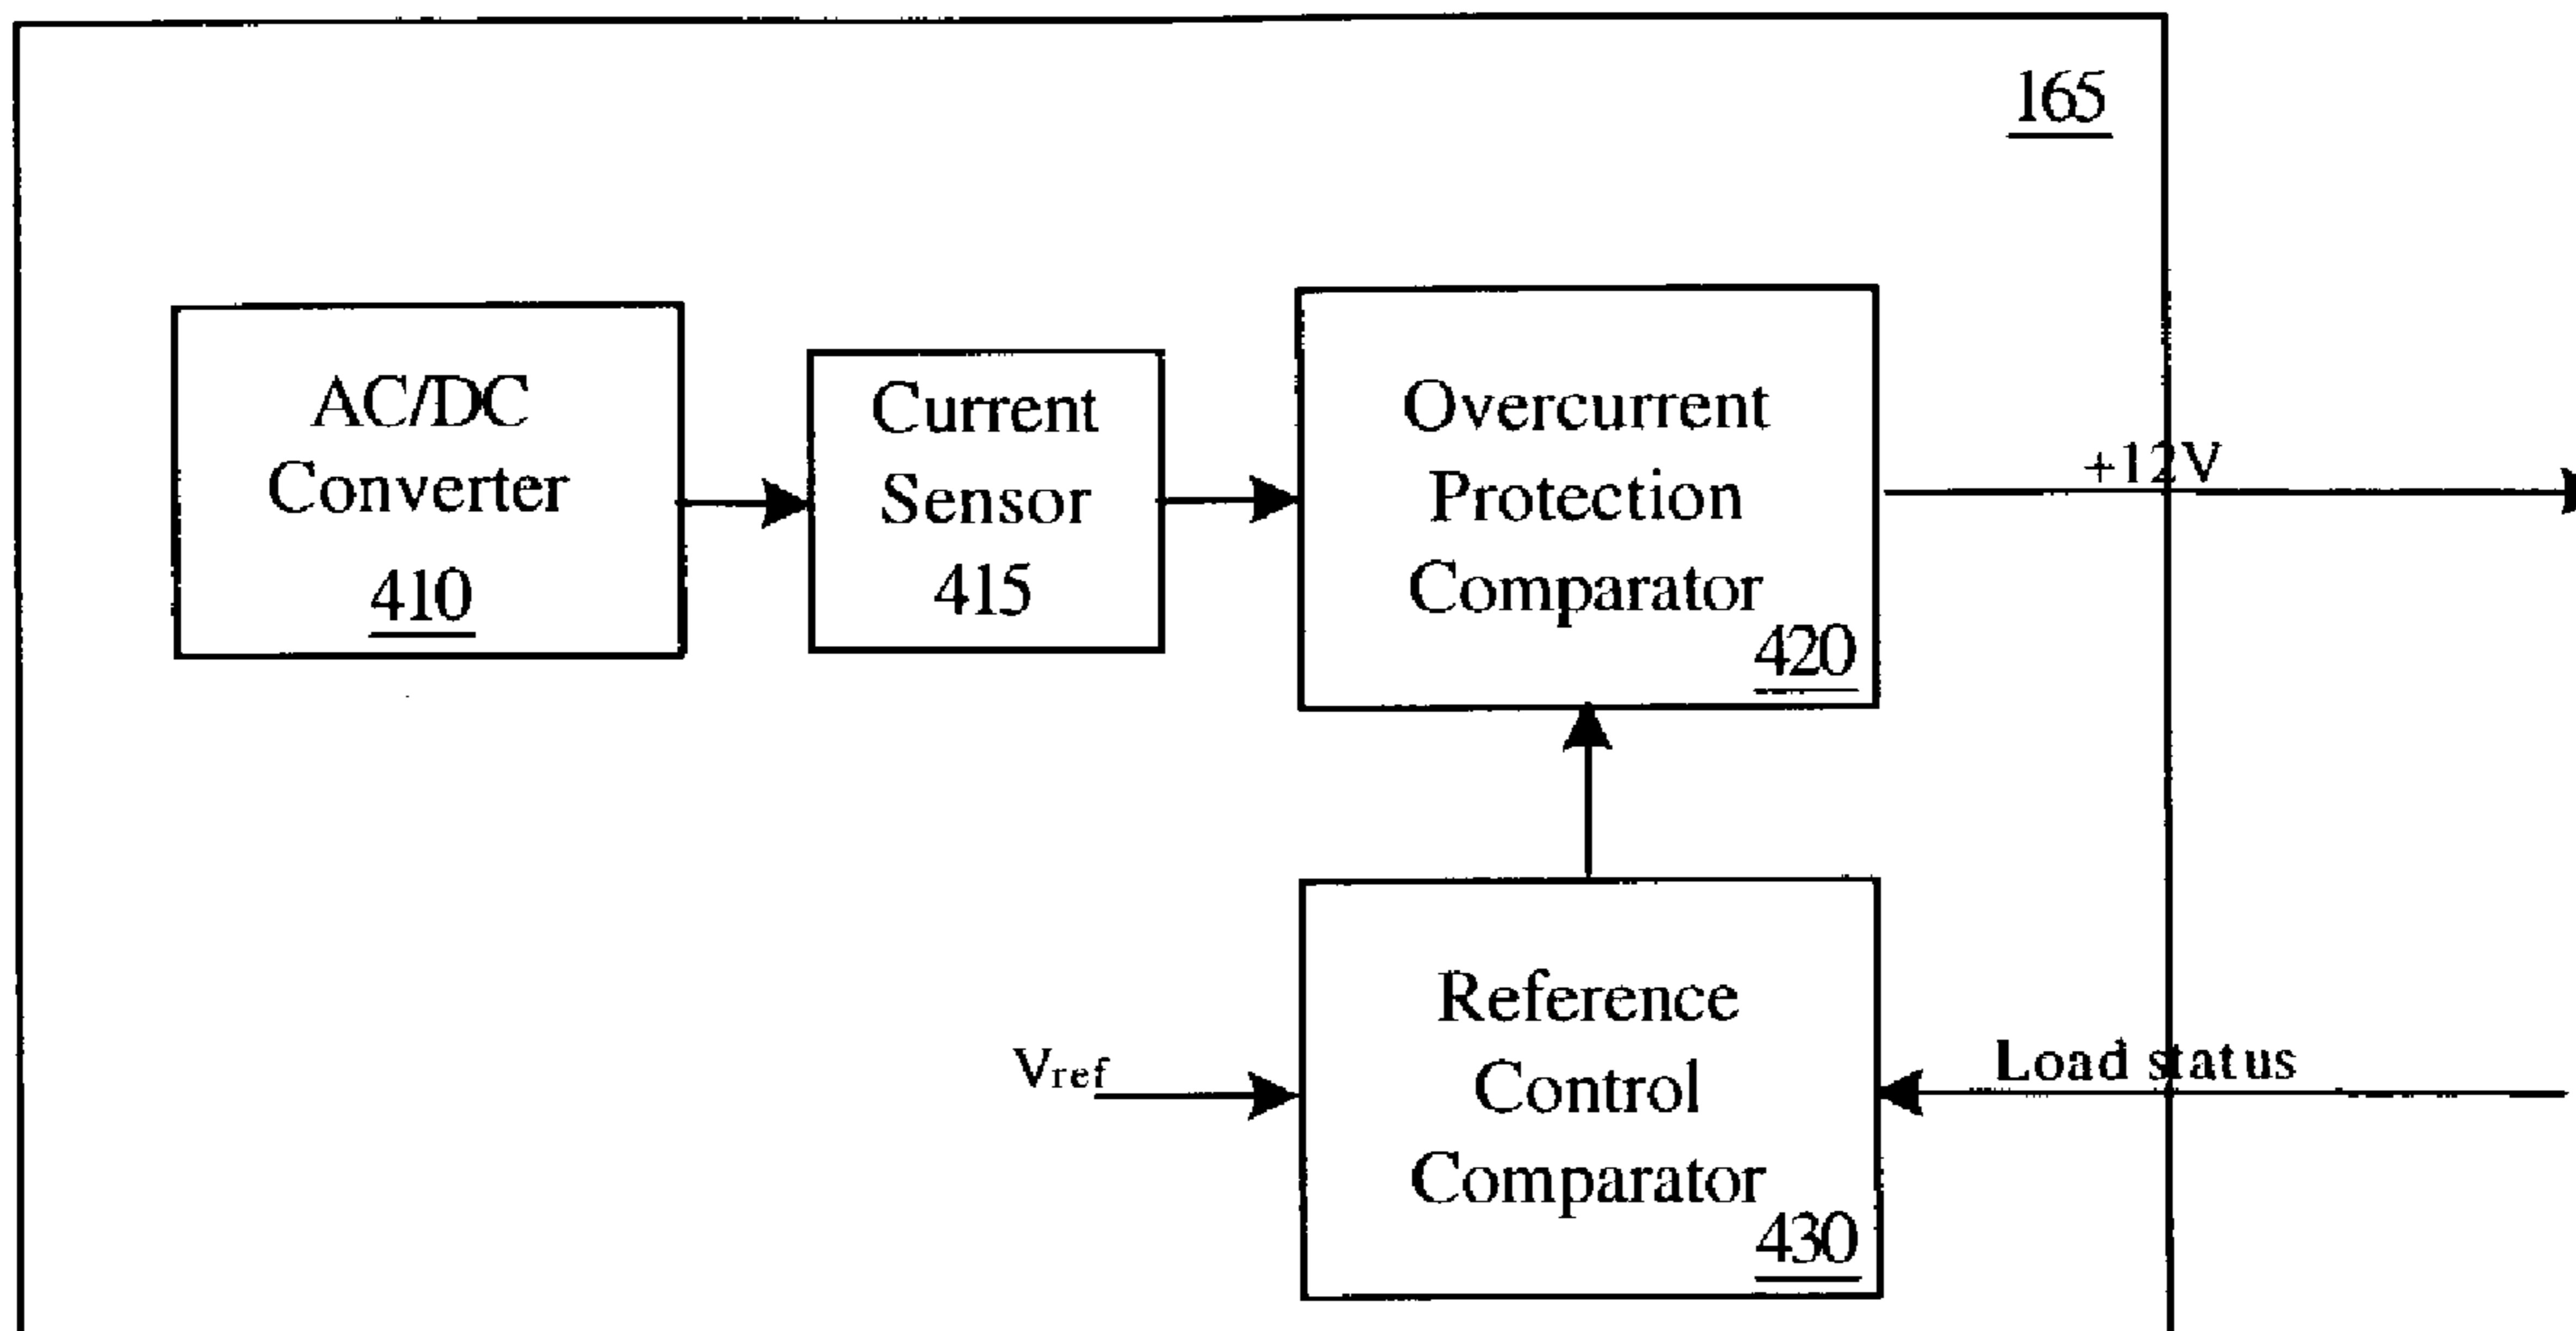 165
AC/DC
Converter
410
Current
Sensor
415
Overcurrent
Protection
Comparator
420
+12V
Reference
Control
Comparator
430
Vref
Load status